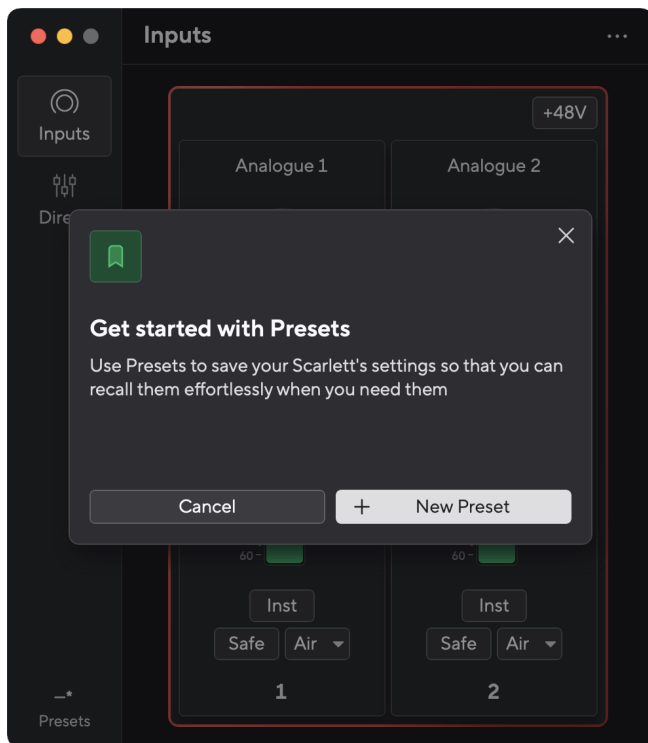 Inputs
+48V
Inputs
Analogue 1
Analogue 2
Get started with Presets
Use Presets to save your Scarlett's settings so that you can
recall them effortlessly when you need them
Cancel
+ New Preset
60
60
Inst
Inst
Safe
Air
Safe
Air
1
2
Presets